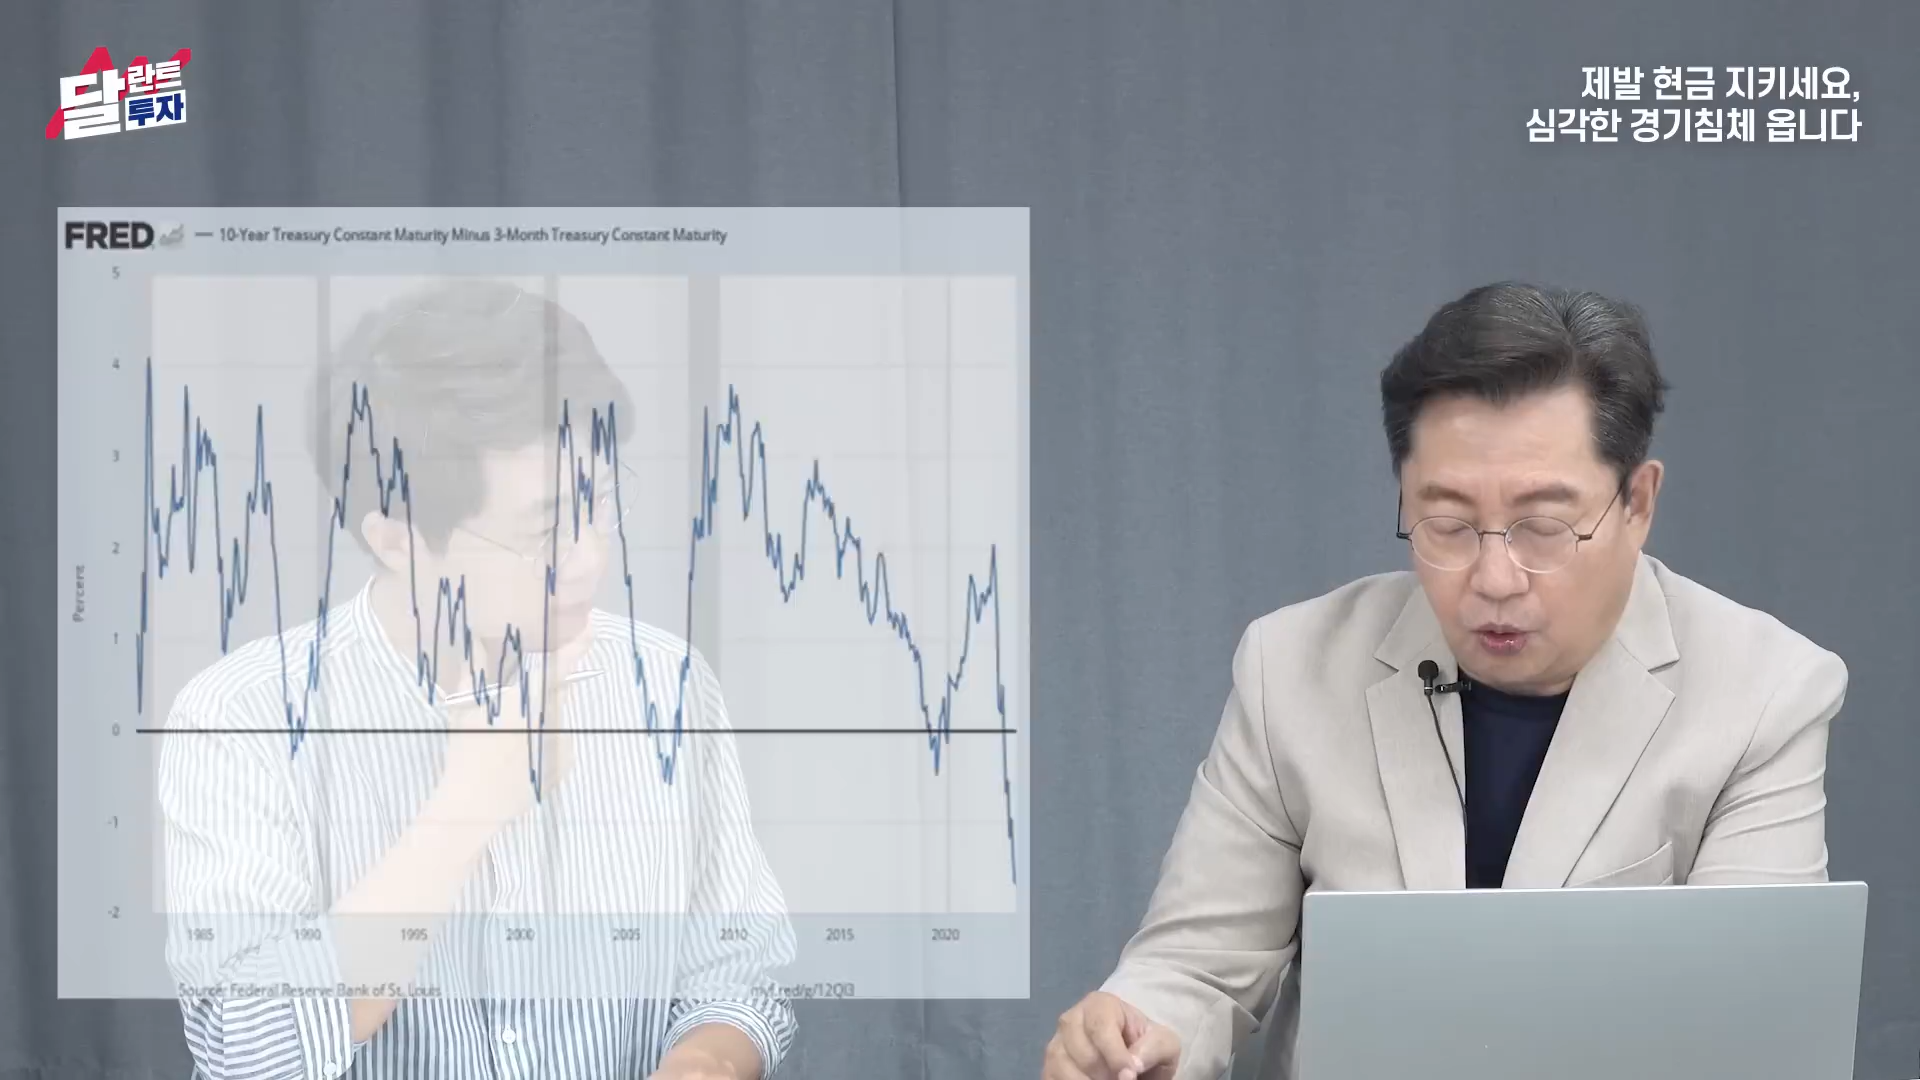 달란트
투자
제발 현금 지키세요,
심각한 경기침체 옵니다
FRED — 10-Year Treasury Constant Maturity Minus 3-Month Treasury Constant Maturity
5
4
3
2
1
0
-1
-2
Percent
1985 1990 1995 2000 2005 2010 2015 2020
Source: Federal Reserve Bank of St. Louis
myf.red/g/12QI3